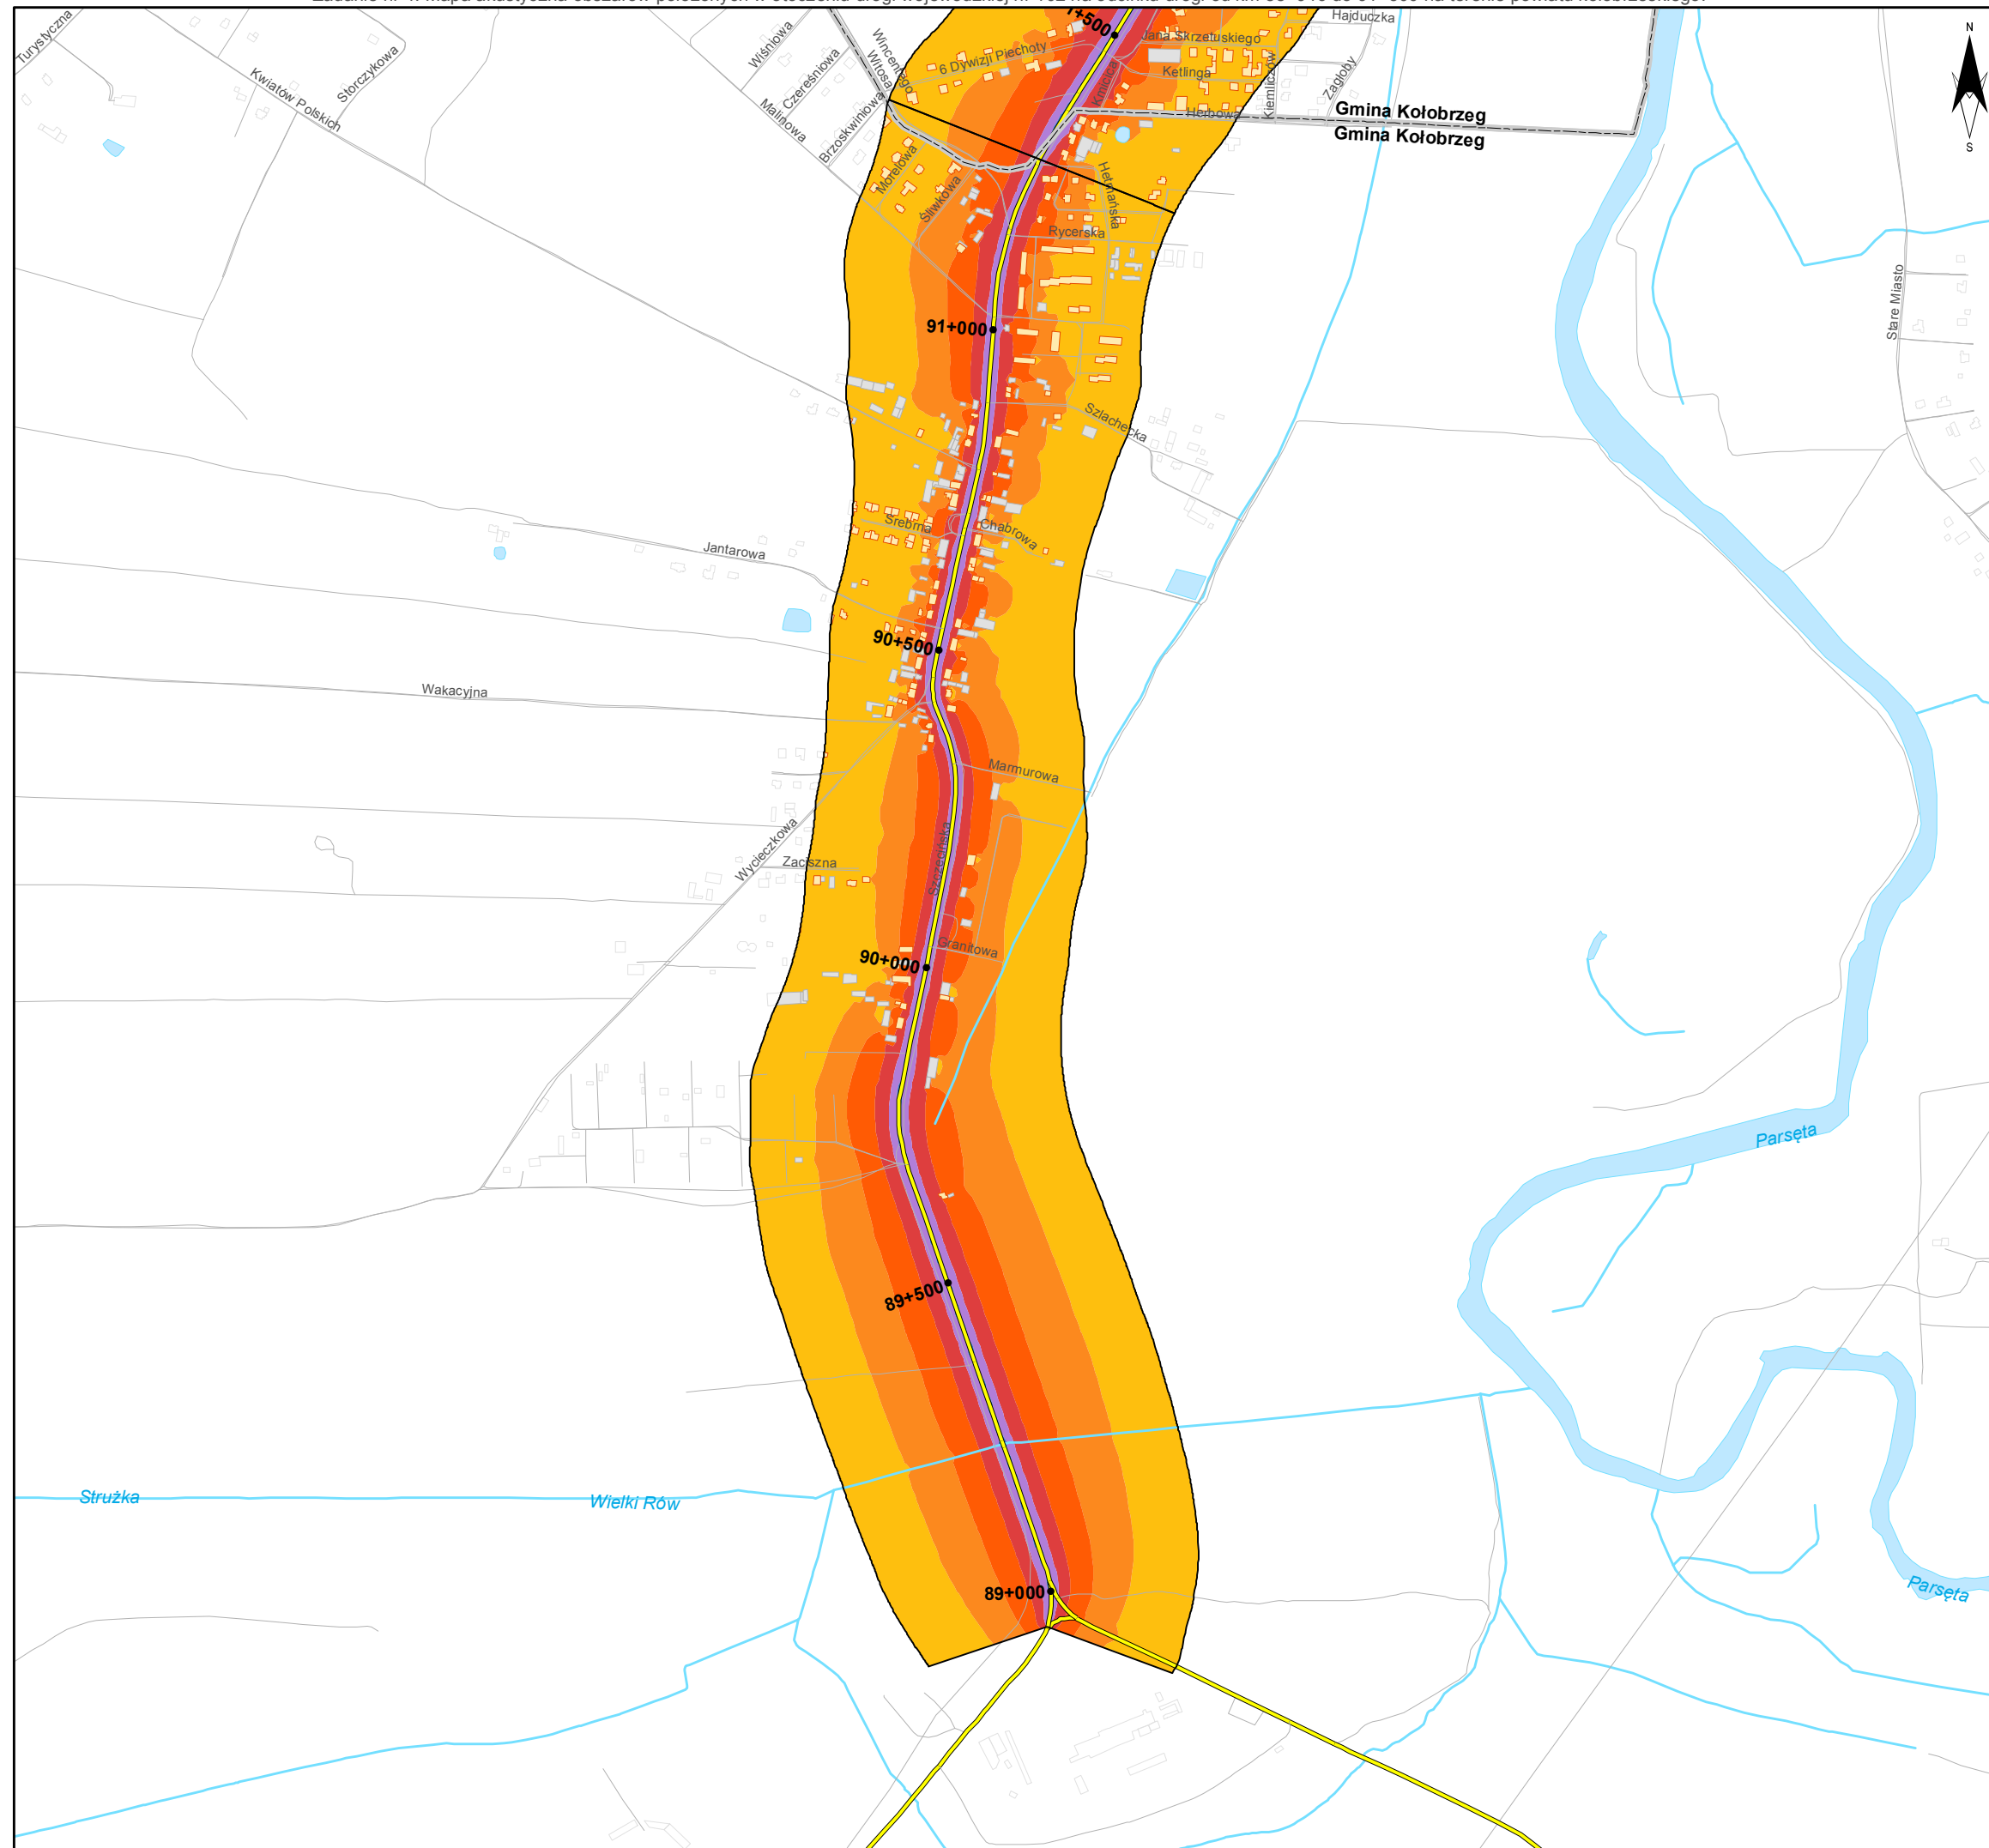 Turystyczna
Storczykowa
Kwiatów Polskich
Wiśniowa
Czereśniowa
Malinowa
Brzoskwiniowa
Wincentego
Witosa
6 Dywizji Piechoty
Jana Skrzetuskiego
Hajduczka
Ketlinga
Kmicica
Kiemliczów
Zagłoby
Herbowa
Gmina Kołobrzeg
Gmina Kołobrzeg
N
S
Morelowa
Śliwkowa
Hetmańska
Rycerska
Stare Miasto
91+000
Szlachecka
Srebrna
Chabrowa
Jantarowa
90+500
Wakacyjna
Marmurowa
Szczecińska
Wycieczkowa
Zaciszna
Granitowa
90+000
Parsęta
89+500
Strużka
Wielki Rów
89+000
Parsęta